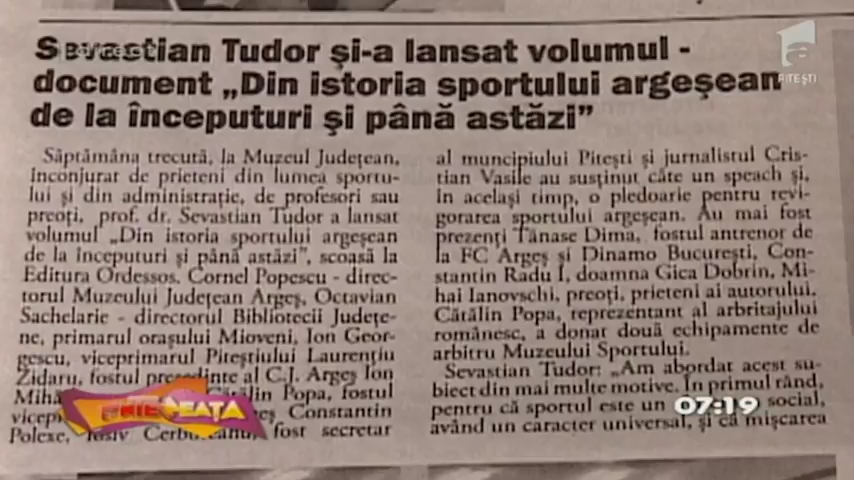 Sevastian Tudor şi-a lansat volumul -
document „Din istoria sportului argeşean
de la începuturi şi până astăzi”
PITEŞTI
Săptămâna trecută, la Muzeul Judeţean,
înconjurat de prieteni din lumea sportu-
lui şi din administraţie, de profesori sau
preoţi, prof. dr. Sevastian Tudor a lansat
volumul „Din istoria sportului argeşean
de la începuturi şi până astăzi”, scoasă la
Editura Ordessos. Cornel Popescu - direc-
torul Muzeului Judeţean Argeş, Octavian
Sachelarie - directorul Bibliotecii Judeţe-
ne, primarul oraşului Mioveni, Ion Geor-
gescu, viceprimarul Piteştiului Laurenţiu
Zidaru, fostul preşedinte al C.J. Argeş Ion
Cătălin Popa, fostul
Constantin
Polexe, fost secretar
al muncipiului Piteşti şi jurnalistul Cris-
tian Vasile au susţinut câte un speach şi,
în acelaşi timp, o pledoarie pentru revi-
gorarea sportului argeşean. Au mai fost
prezenţi Tănase Dima, fostul antrenor de
la FC Argeş şi Dinamo Bucureşti, Con-
stantin Radu I, doamna Gica Dobrin, Mi-
hai Ianovschi, preoţi, prieteni ai autorului.
Cătălin Popa, reprezentant al arbitrajului
românesc, a donat două echipamente de
arbitru Muzeului Sportului.
Sevastian Tudor: „Am abordat acest su-
biect din mai multe motive. În primul rând,
pentru că sportul este un social,
având un caracter universal, şi că mişcarea
07:19